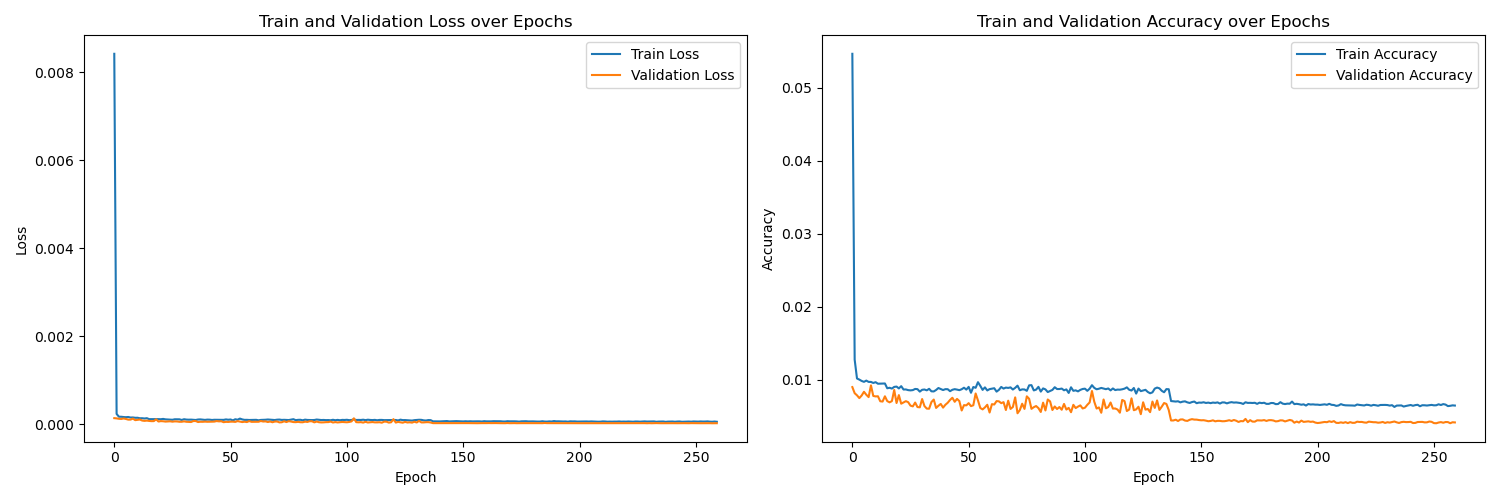 Train and Validation Loss over Epochs
Train Loss
Validation Loss
0.008
0.006
0.004
0.002
0.000
Loss
0
50
100
150
200
250
Epoch
Train and Validation Accuracy over Epochs
Train Accuracy
Validation Accuracy
0.05
0.04
0.03
0.02
0.01
Accuracy
0
50
100
150
200
250
Epoch